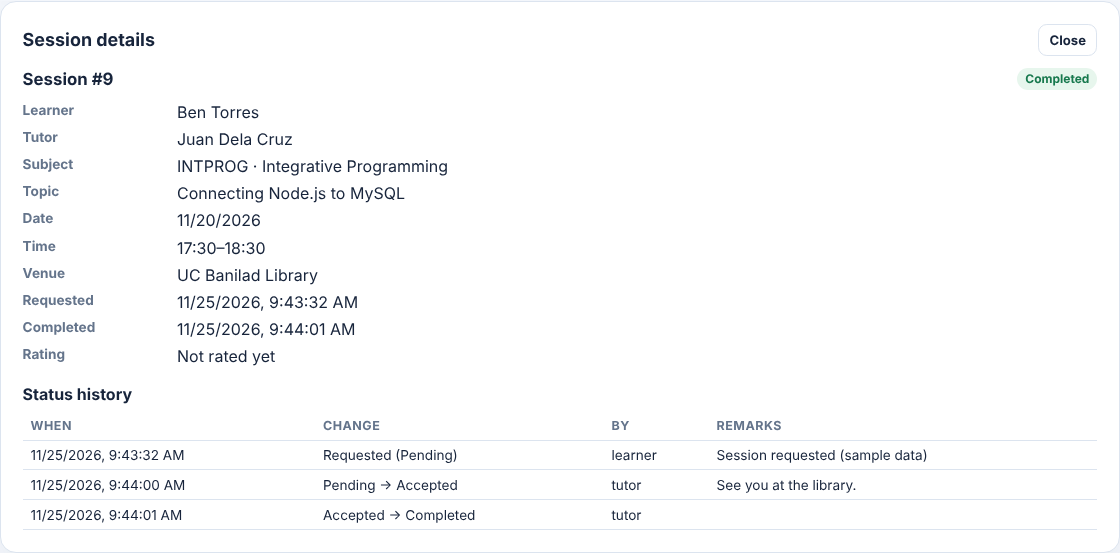 Session details
Close
Session #9
Completed
Learner Ben Torres
Tutor Juan Dela Cruz
Subject INTPROG · Integrative Programming
Topic Connecting Node.js to MySQL
Date 11/20/2026
Time 17:30–18:30
Venue UC Banilad Library
Requested 11/25/2026, 9:43:32 AM
Completed 11/25/2026, 9:44:01 AM
Rating Not rated yet
Status history
WHEN CHANGE BY REMARKS
11/25/2026, 9:43:32 AM Requested (Pending) learner Session requested (sample data)
11/25/2026, 9:44:00 AM Pending → Accepted tutor See you at the library.
11/25/2026, 9:44:01 AM Accepted → Completed tutor